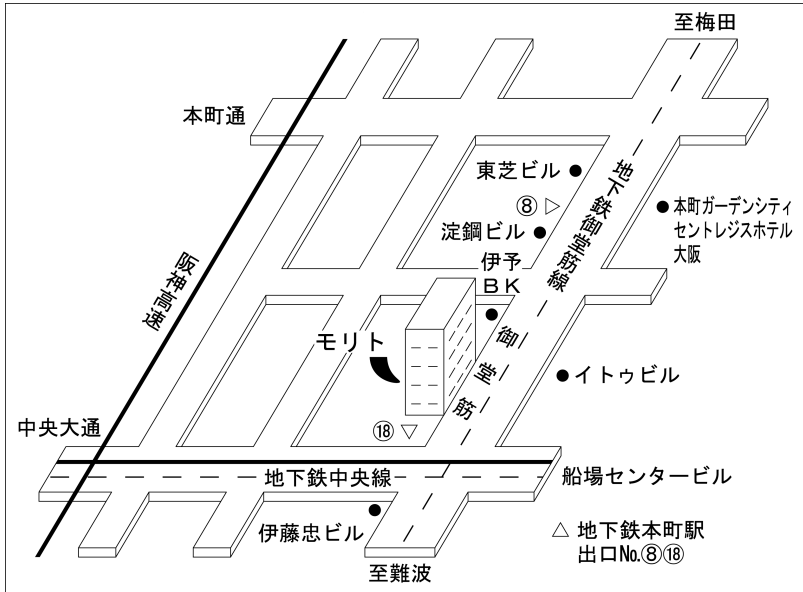 至梅田
本町通
東芝ビル
⑧
淀鋼ビル
地下鉄御堂筋線
本町ガーデンシティ
セントレジスホテル
大阪
伊予
BK
阪神高速
モリト
御堂筋
イトゥビル
⑱
中央大通
地下鉄中央線
船場センタービル
伊藤忠ビル
至難波
△ 地下鉄本町駅
出口No.⑧⑱